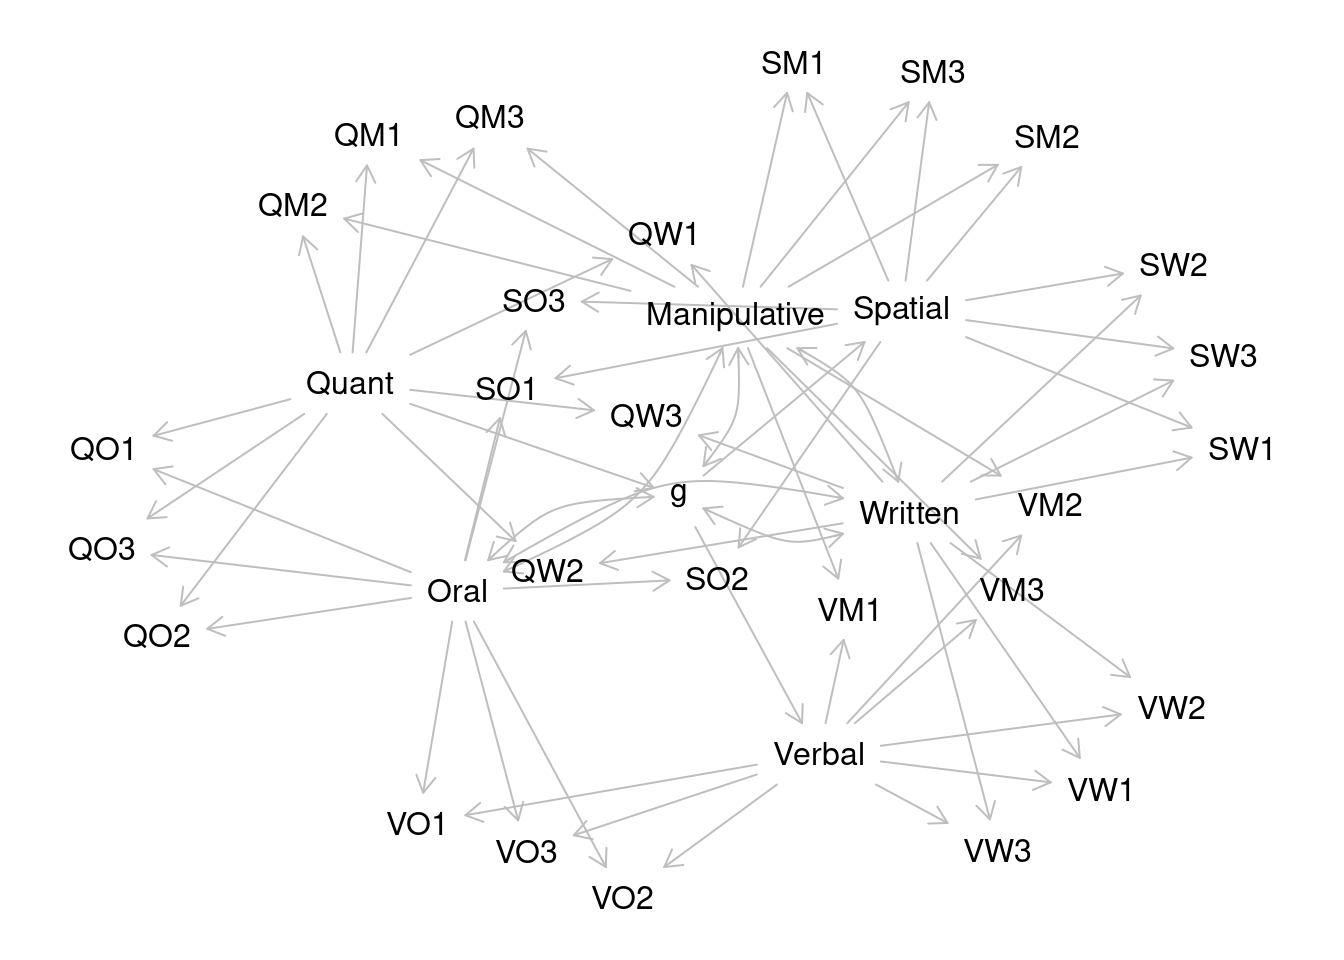 SM1
SM3
QM3
QM1
SM2
QM2
QW1
SW2
SO3
Manipulative
Spatial
SW3
Quant
SO1
QW3
QO1
SW1
g
VM2
Written
QO3
QW2
SO2
Oral
VM3
VM1
QO2
VW2
Verbal
VW1
VO1
VO3
VW3
VO2